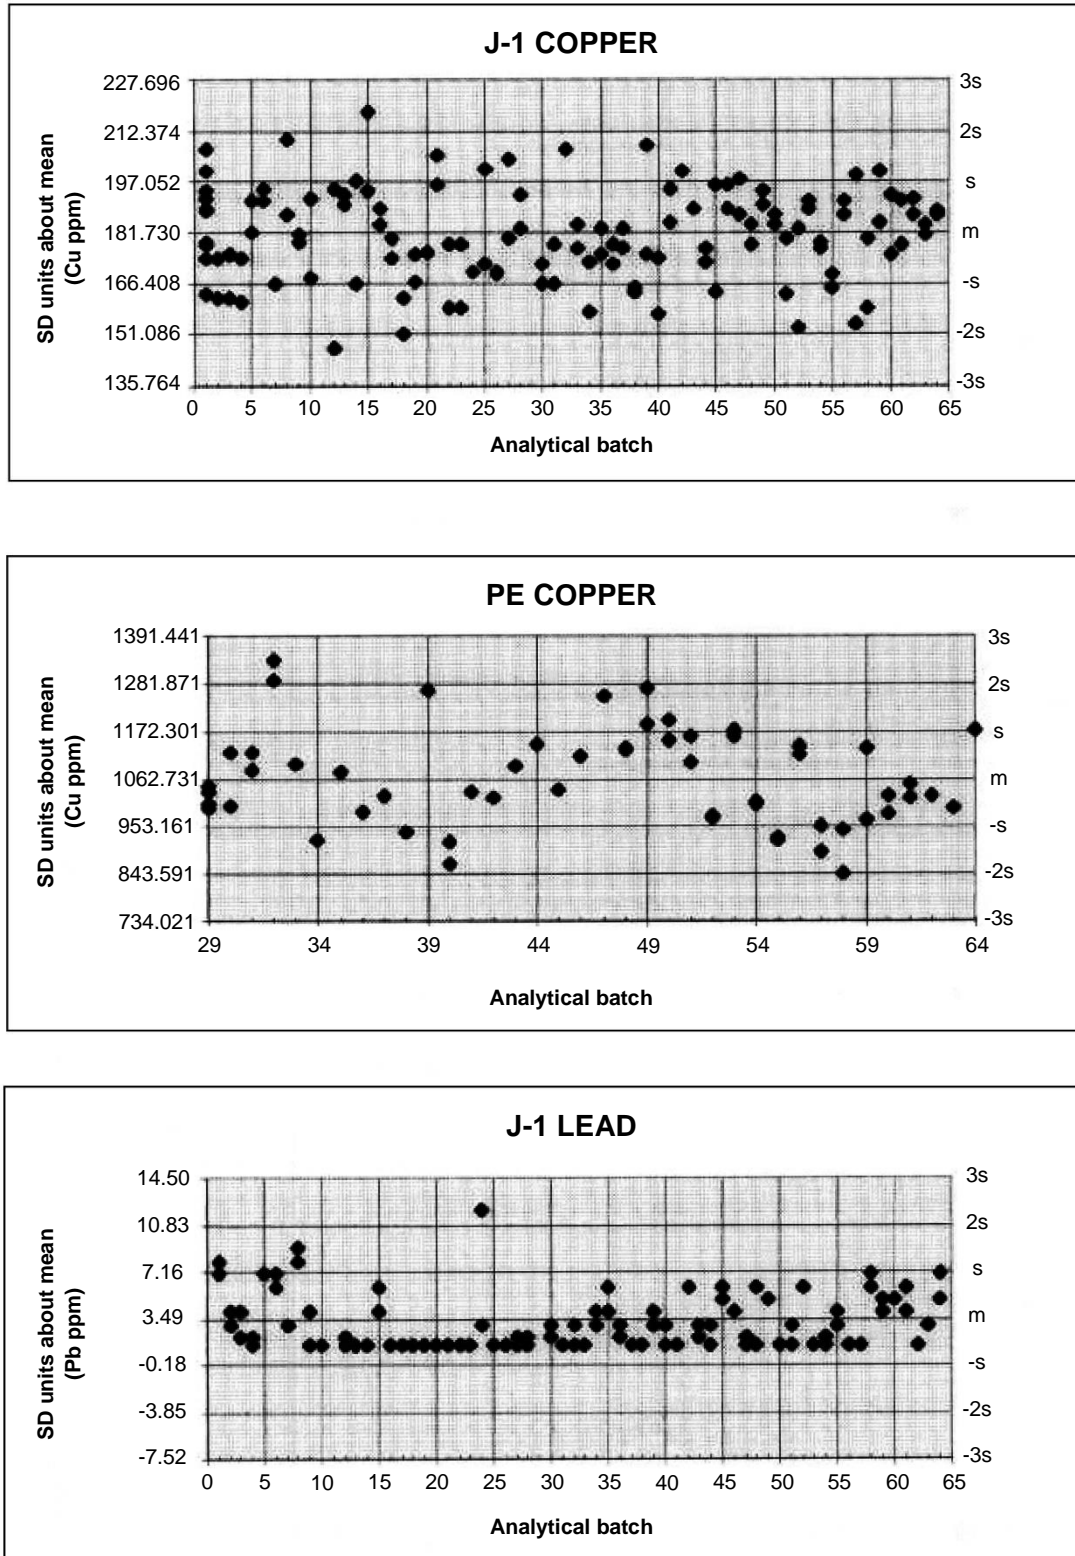 J-1 COPPER
SD units about mean
(Cu ppm)
227.696
212.374
197.052
181.730
166.408
151.086
135.764
3s
2s
s
m
-s
-2s
-3s
0 5 10 15 20 25 30 35 40 45 50 55 60 65
Analytical batch
PE COPPER
SD units about mean
(Cu ppm)
1391.441
1281.871
1172.301
1062.731
953.161
843.591
734.021
3s
2s
s
m
-s
-2s
-3s
29 34 39 44 49 54 59 64
Analytical batch
J-1 LEAD
SD units about mean
(Pb ppm)
14.50
10.83
7.16
3.49
-0.18
-3.85
-7.52
3s
2s
s
m
-s
-2s
-3s
0 5 10 15 20 25 30 35 40 45 50 55 60 65
Analytical batch